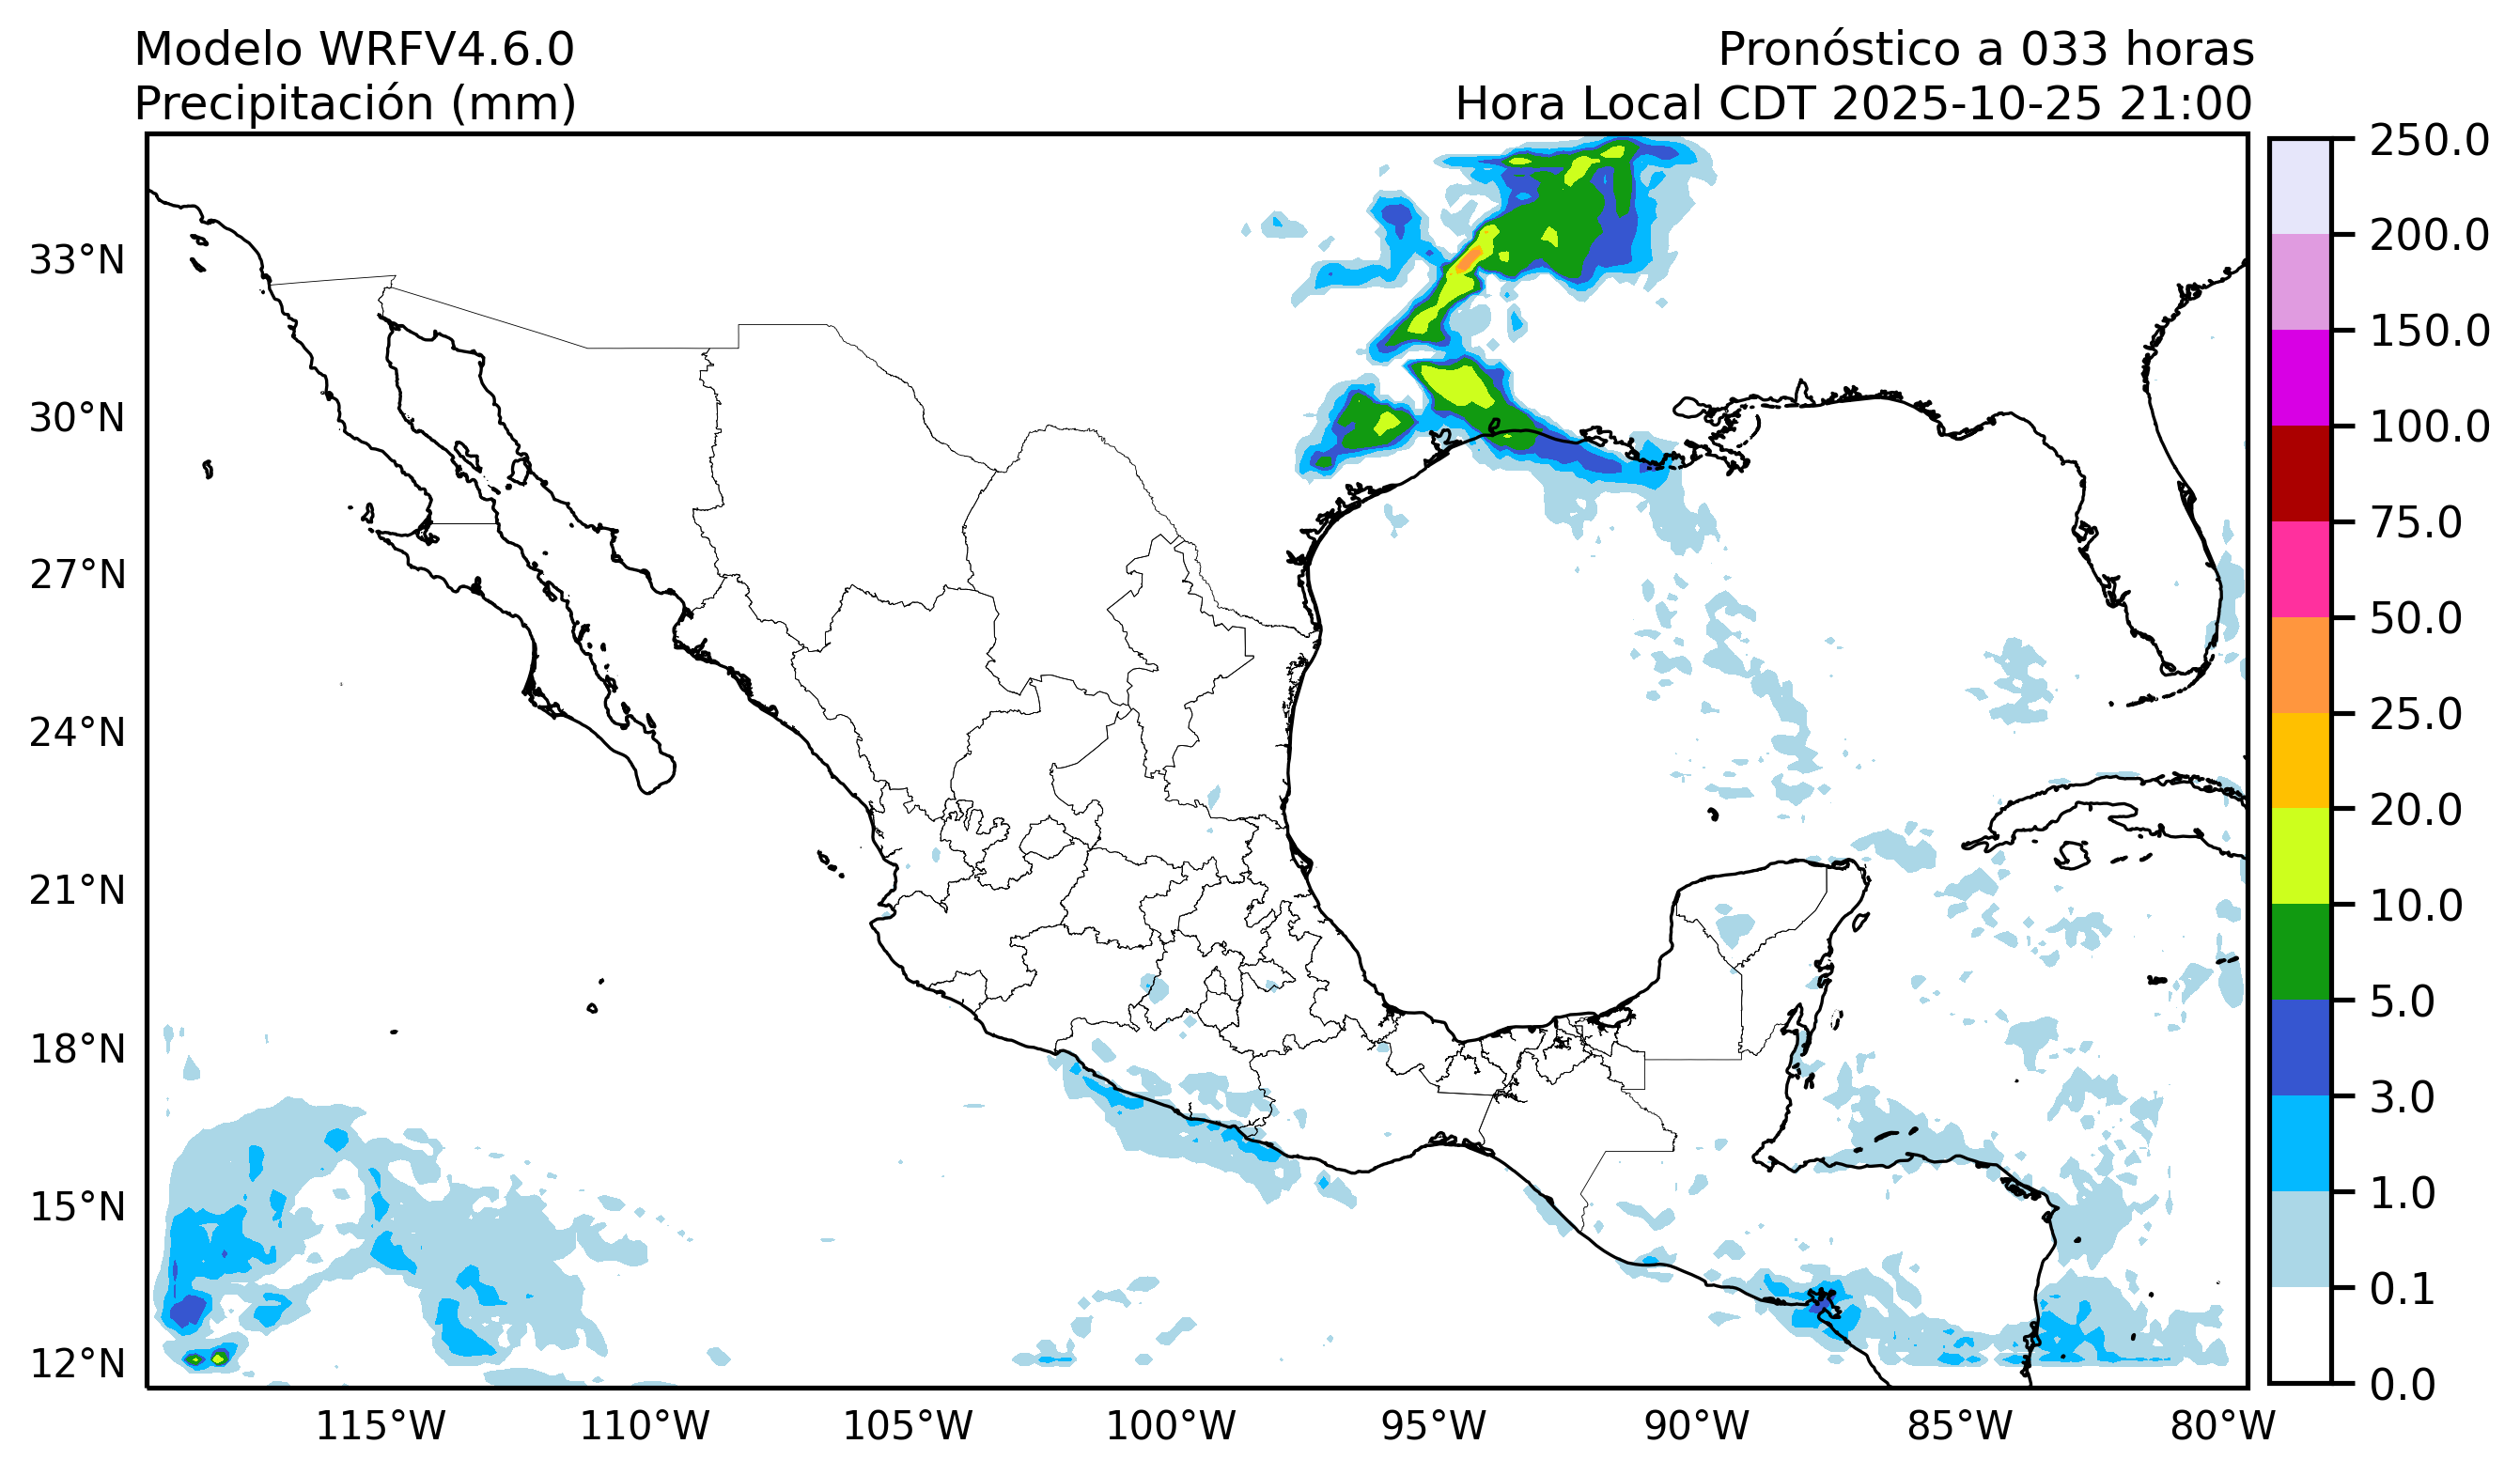 Modelo WRFV4.6.0
Precipitación (mm)
Pronóstico a 033 horas
Hora Local CDT 2025-10-25 21:00
33°N
30°N
27°N
24°N
21°N
18°N
15°N
12°N
115°W
110°W
105°W
100°W
95°W
90°W
85°W
80°W
250.0
200.0
150.0
100.0
75.0
50.0
25.0
20.0
10.0
5.0
3.0
1.0
0.1
0.0